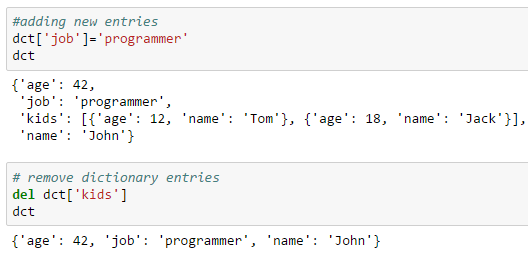 #adding new entries
dct['job']='programmer'
dct
{'age': 42,
 'job': 'programmer',
 'kids': [{'age': 12, 'name': 'Tom'}, {'age': 18, 'name': 'Jack'}],
 'name': 'John'}
# remove dictionary entries
del dct['kids']
dct
{'age': 42, 'job': 'programmer', 'name': 'John'}